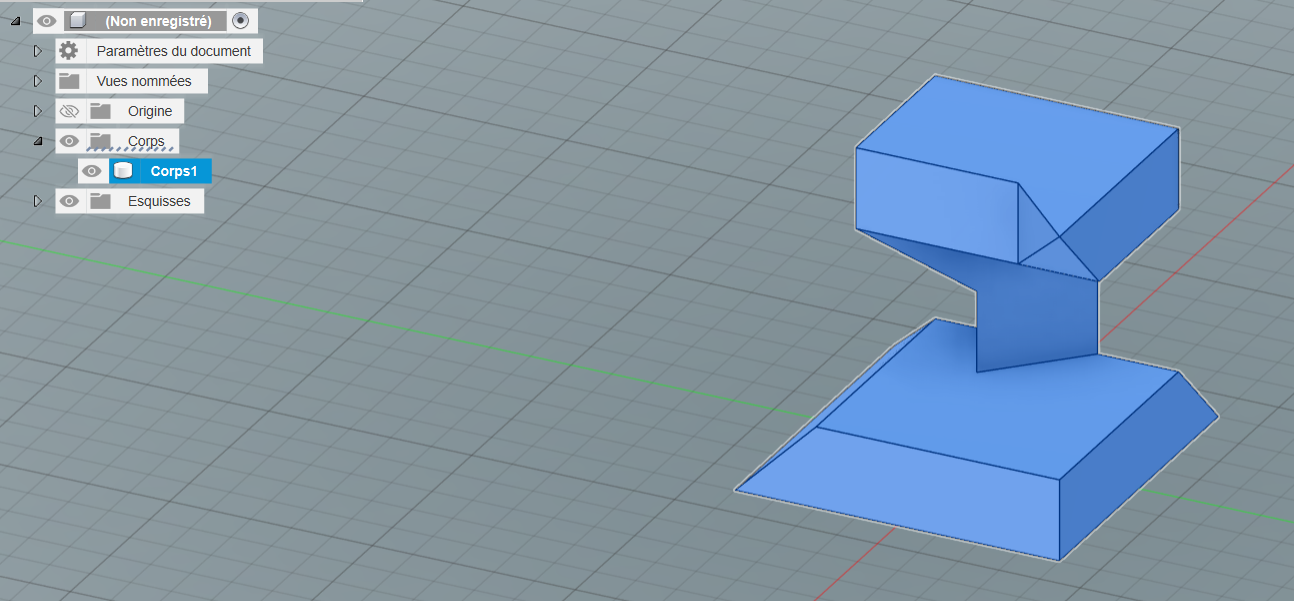 (Non enregistré)
Paramètres du document
Vues nommées
Origine
Corps
Corps1
Esquisses